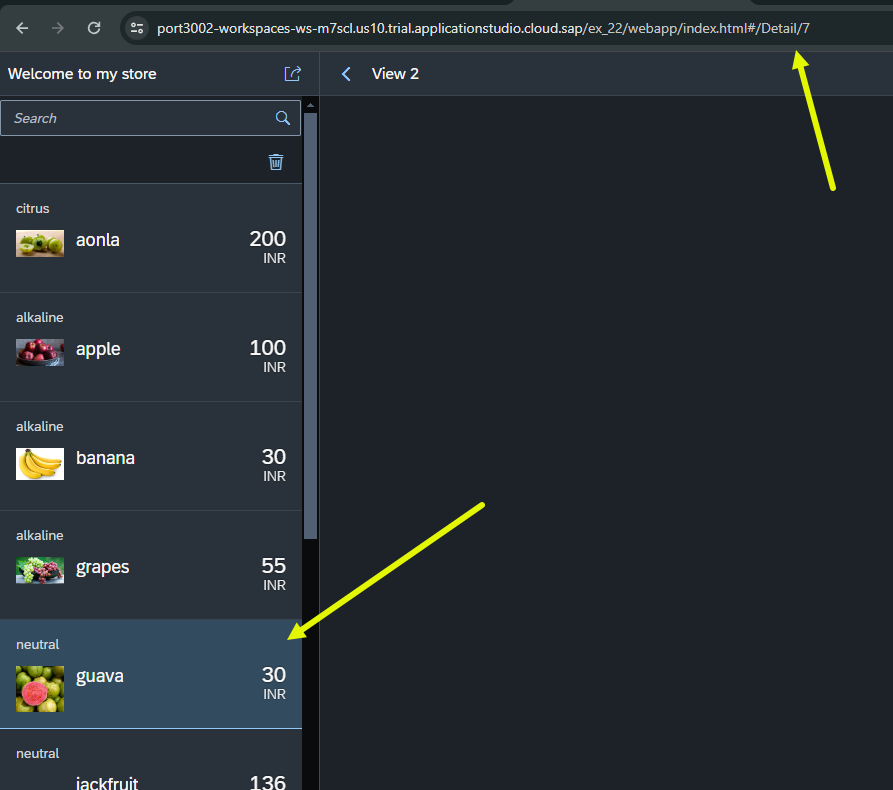 port3002-workspaces-ws-m7scl.us10.trial.applicationstudio.cloud.sap/ex_22/webapp/index.html#/Detail/7
Welcome to my store
View 2
Search
citrus
aonla
200
INR
alkaline
apple
100
INR
alkaline
banana
30
INR
alkaline
grapes
55
INR
neutral
guava
30
INR
neutral
jackfruit
136